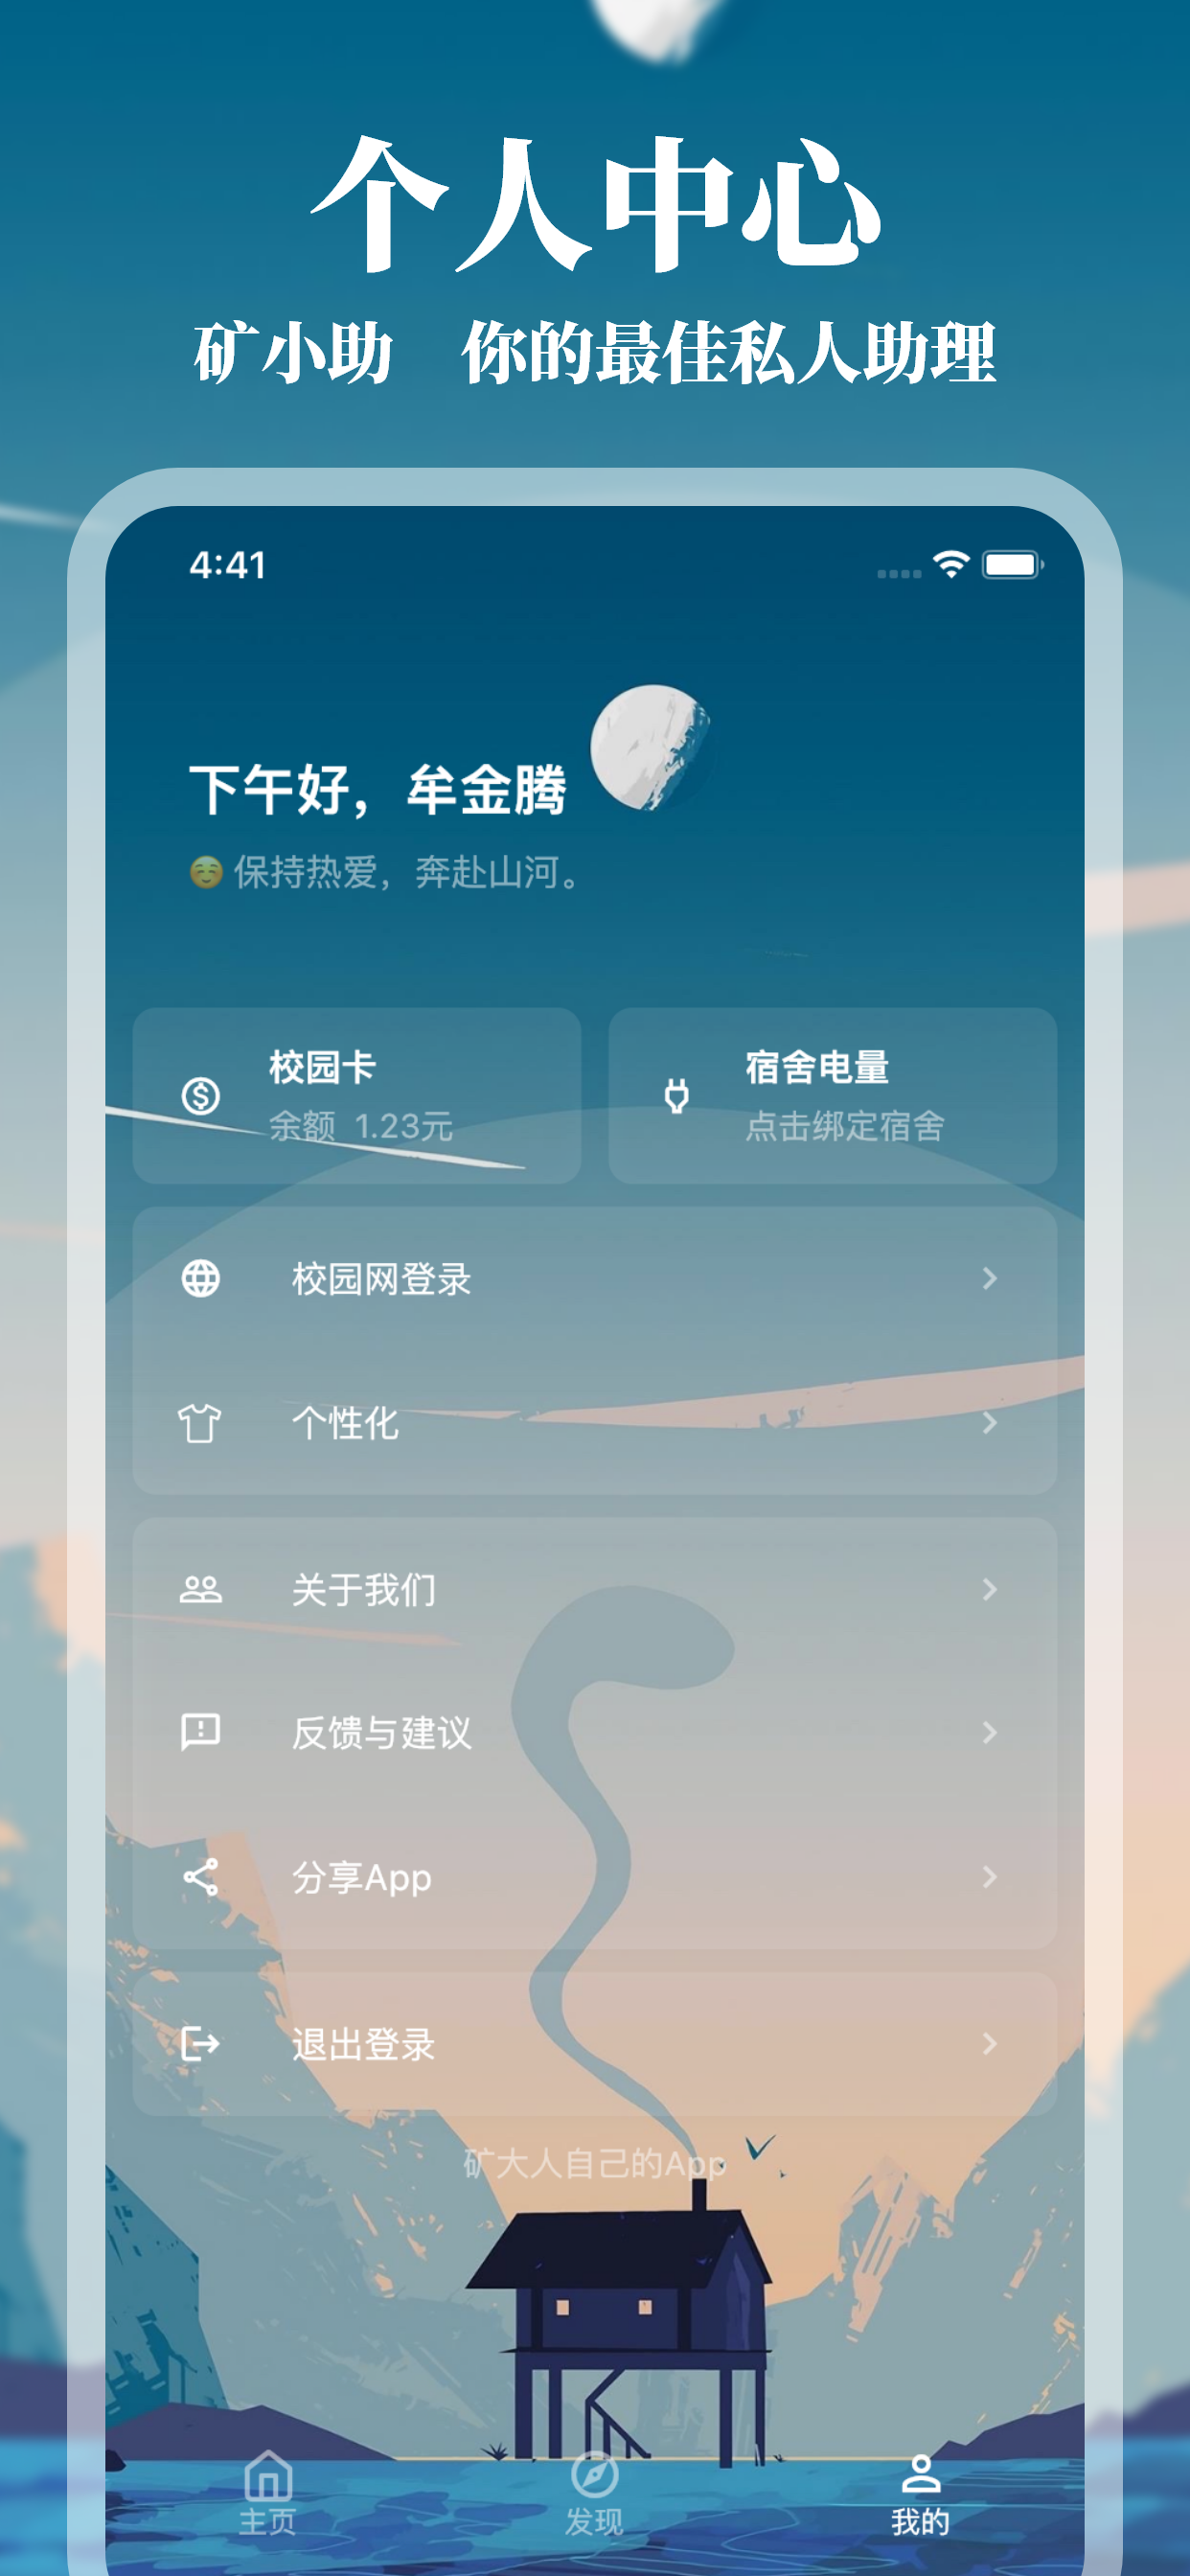 个人中心
矿小助 你的最佳私人助理
4:41
下午好，牟金腾
😌 保持热爱，奔赴山河。
校园卡
余额 1.23元
宿舍电量
点击绑定宿舍
校园网登录
个性化
关于我们
反馈与建议
分享App
退出登录
矿大人自己的App
主页
发现
我的